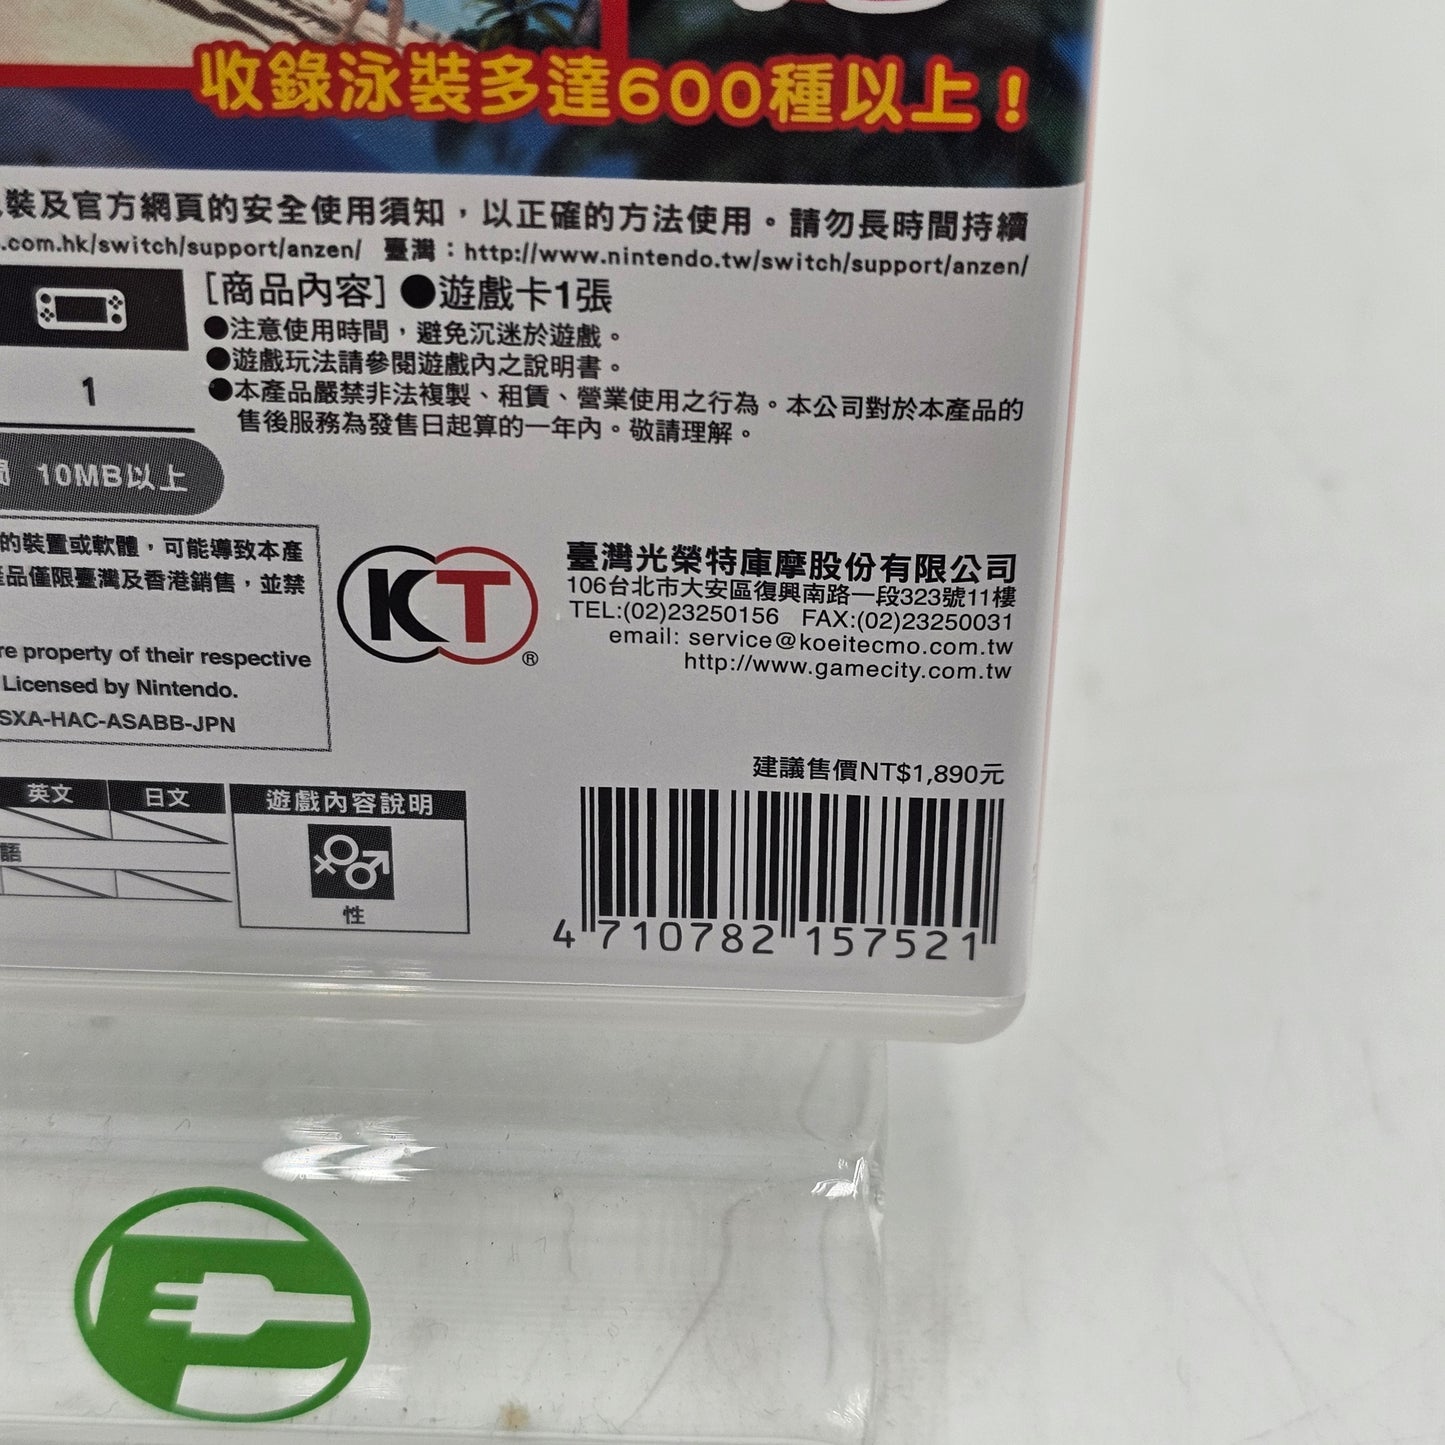 收錄泳裝多達600種以上！
裝及官方網頁的安全使用須知，以正確的方法使用。請勿長時間持續
.com.hk/switch/support/anzen/ 臺灣：http://www.nintendo.tw/switch/support/anzen/
[商品內容] ●遊戲卡1張
●注意使用時間，避免沉迷於遊戲。
●遊戲玩法請參閱遊戲內之說明書。
●本產品嚴禁非法複製、租賃、營業使用之行為。本公司對於本產品的
售後服務為發售日起算的一年內。敬請理解。
1
10MB以上
的裝置或軟體，可能導致本產
品僅限臺灣及香港銷售，並禁
re property of their respective
Licensed by Nintendo.
SXA-HAC-ASABB-JPN
KT®
臺灣光榮特庫摩股份有限公司
106台北市大安區復興南路一段323號11樓
TEL:(02)23250156 FAX:(02)23250031
email: service@koeitecmo.com.tw
http://www.gamecity.com.tw
建議售價NT$1,890元
英文 日文
語
遊戲內容說明
性
4 710782 157521